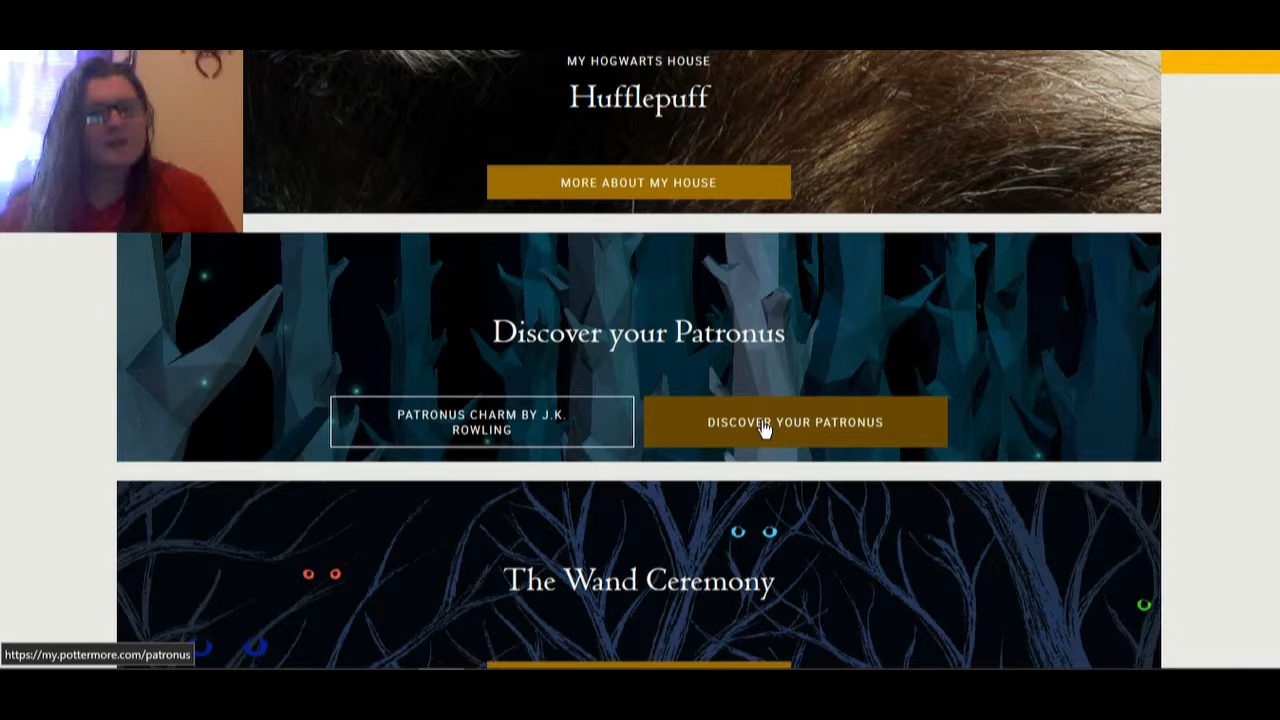 MY HOGWARTS HOUSE
Hufflepuff
MORE ABOUT MY HOUSE
Discover your Patronus
PATRONUS CHARM BY J.K.
ROWLING
DISCOVER YOUR PATRONUS
The Wand Ceremony
https://my.pottermore.com/patronus